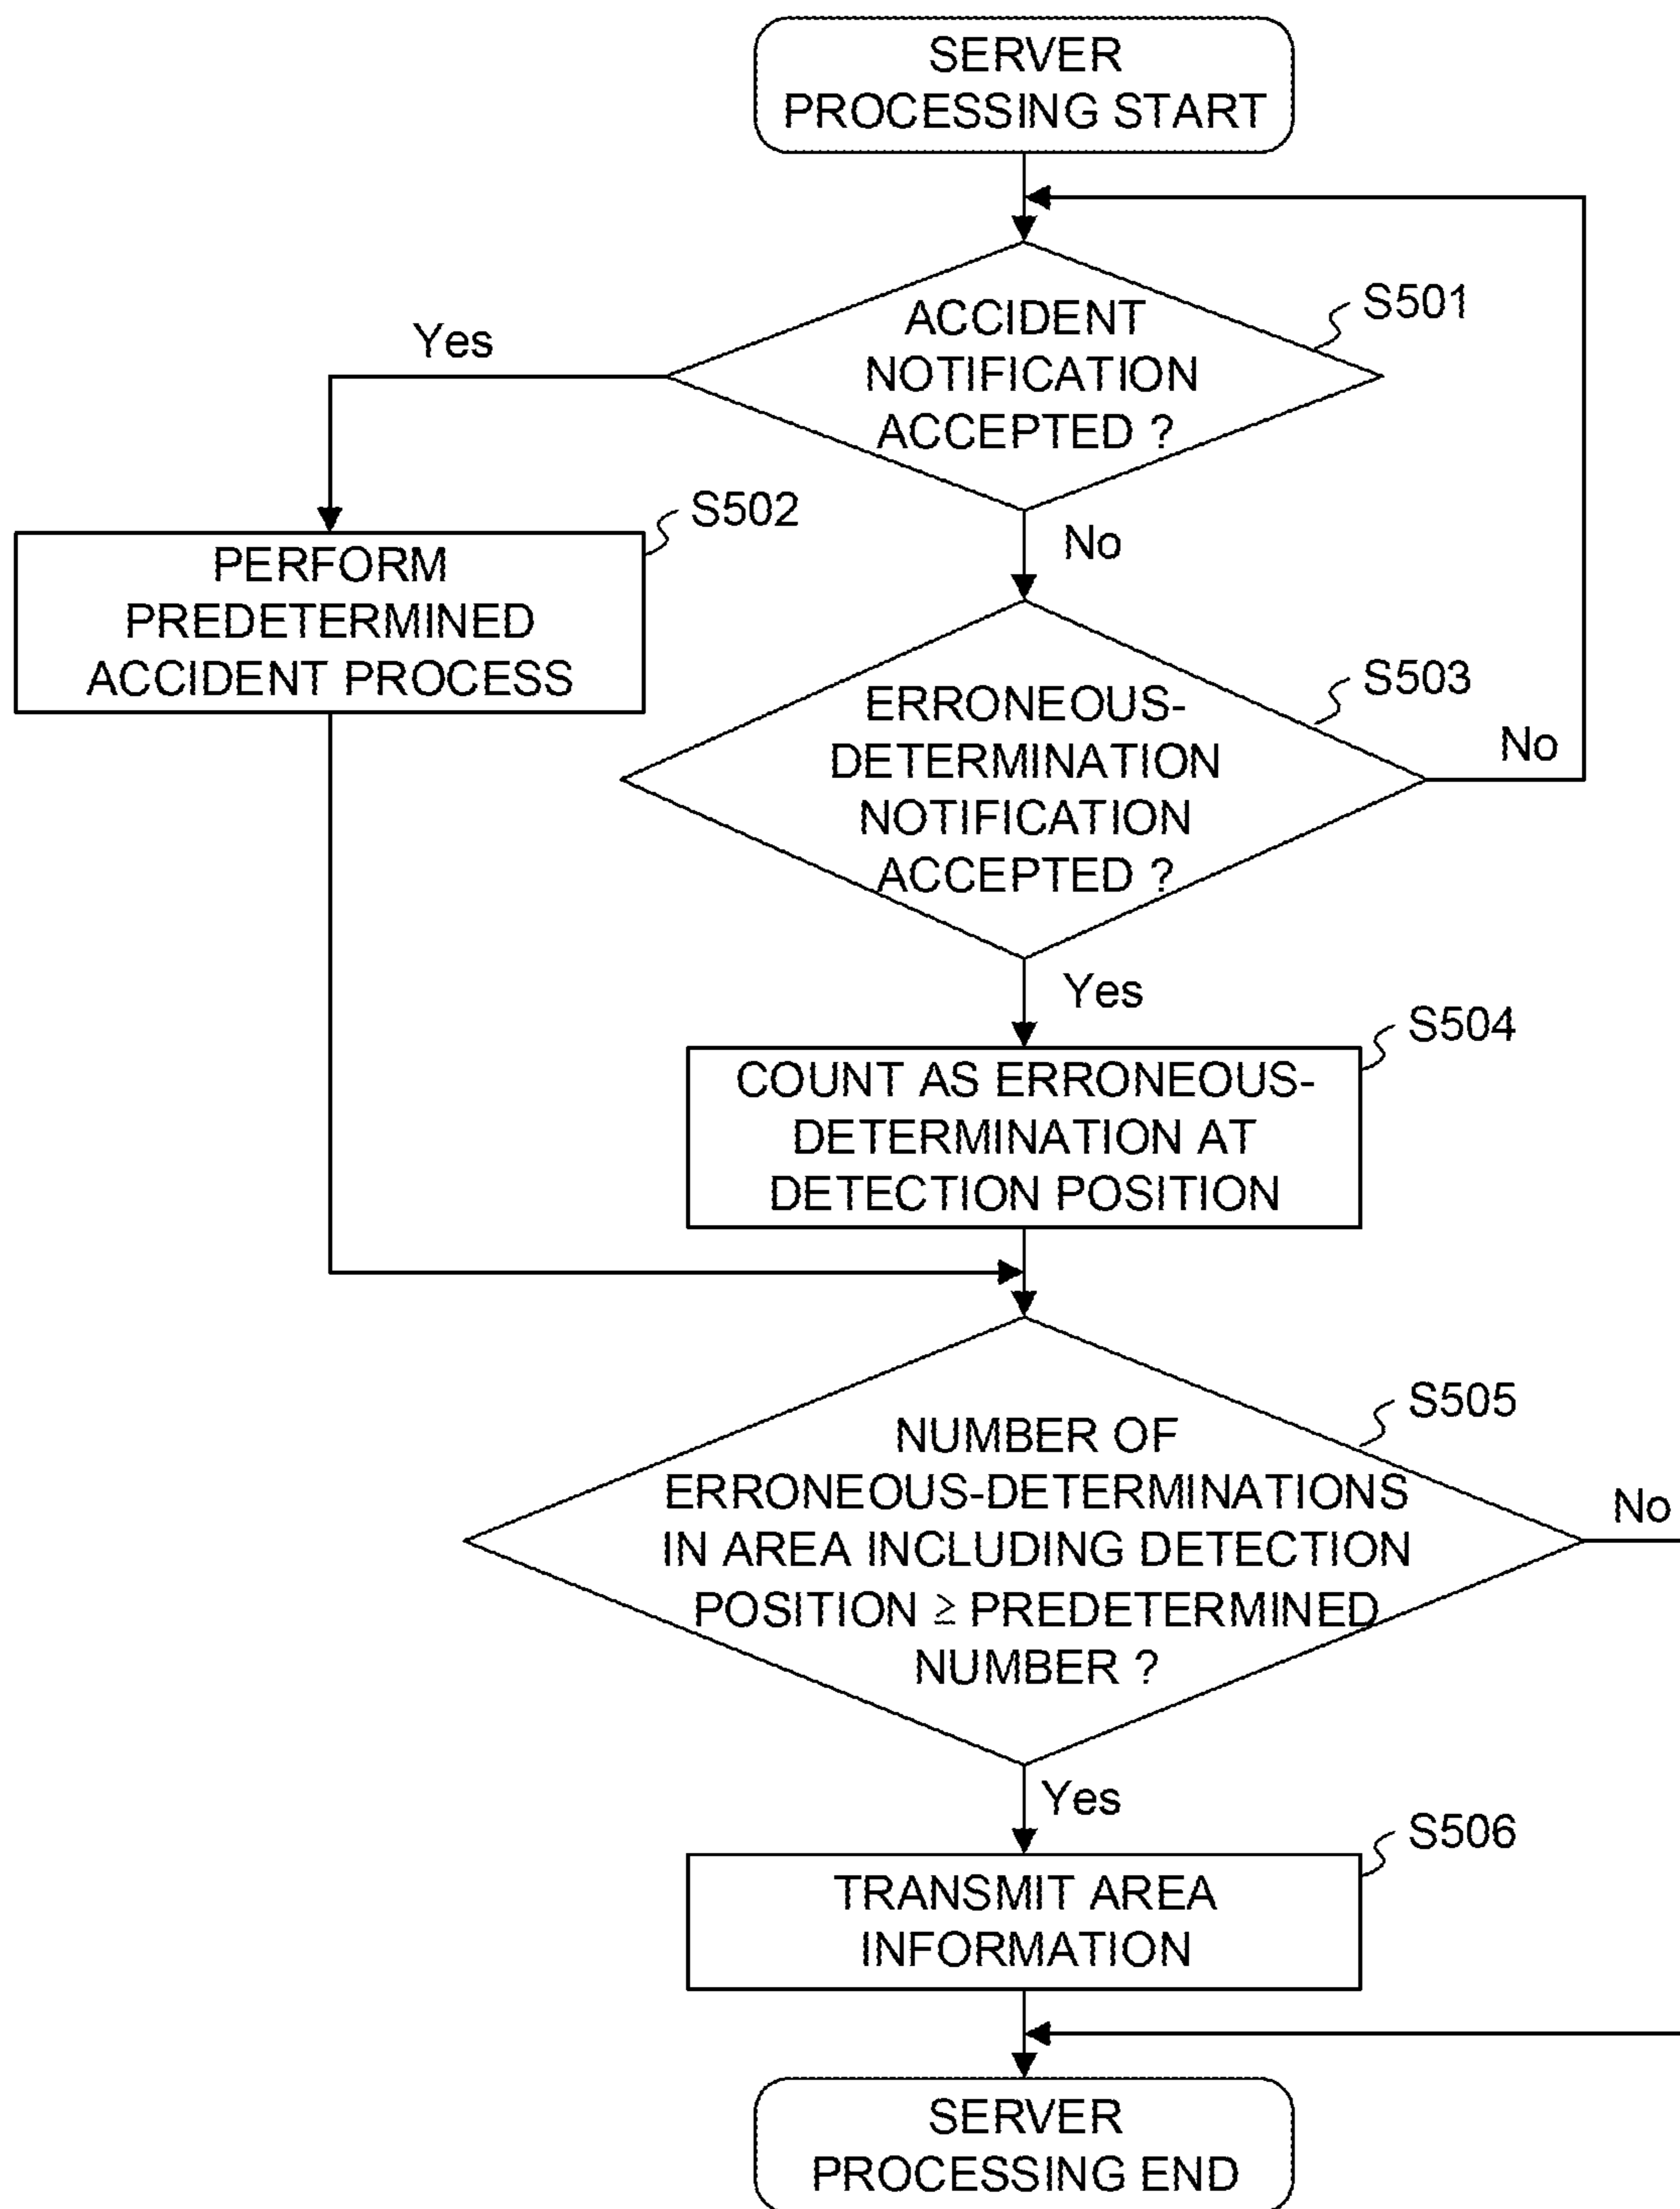 SERVER
PROCESSING START
S501
ACCIDENT
NOTIFICATION
ACCEPTED ?
Yes
No
S502
PERFORM
PREDETERMINED
ACCIDENT PROCESS
S503
ERRONEOUS-
DETERMINATION
NOTIFICATION
ACCEPTED ?
No
Yes
S504
COUNT AS ERRONEOUS-
DETERMINATION AT
DETECTION POSITION
S505
NUMBER OF
ERRONEOUS-DETERMINATIONS
IN AREA INCLUDING DETECTION
POSITION ≥ PREDETERMINED
NUMBER ?
No
Yes
S506
TRANSMIT AREA
INFORMATION
SERVER
PROCESSING END